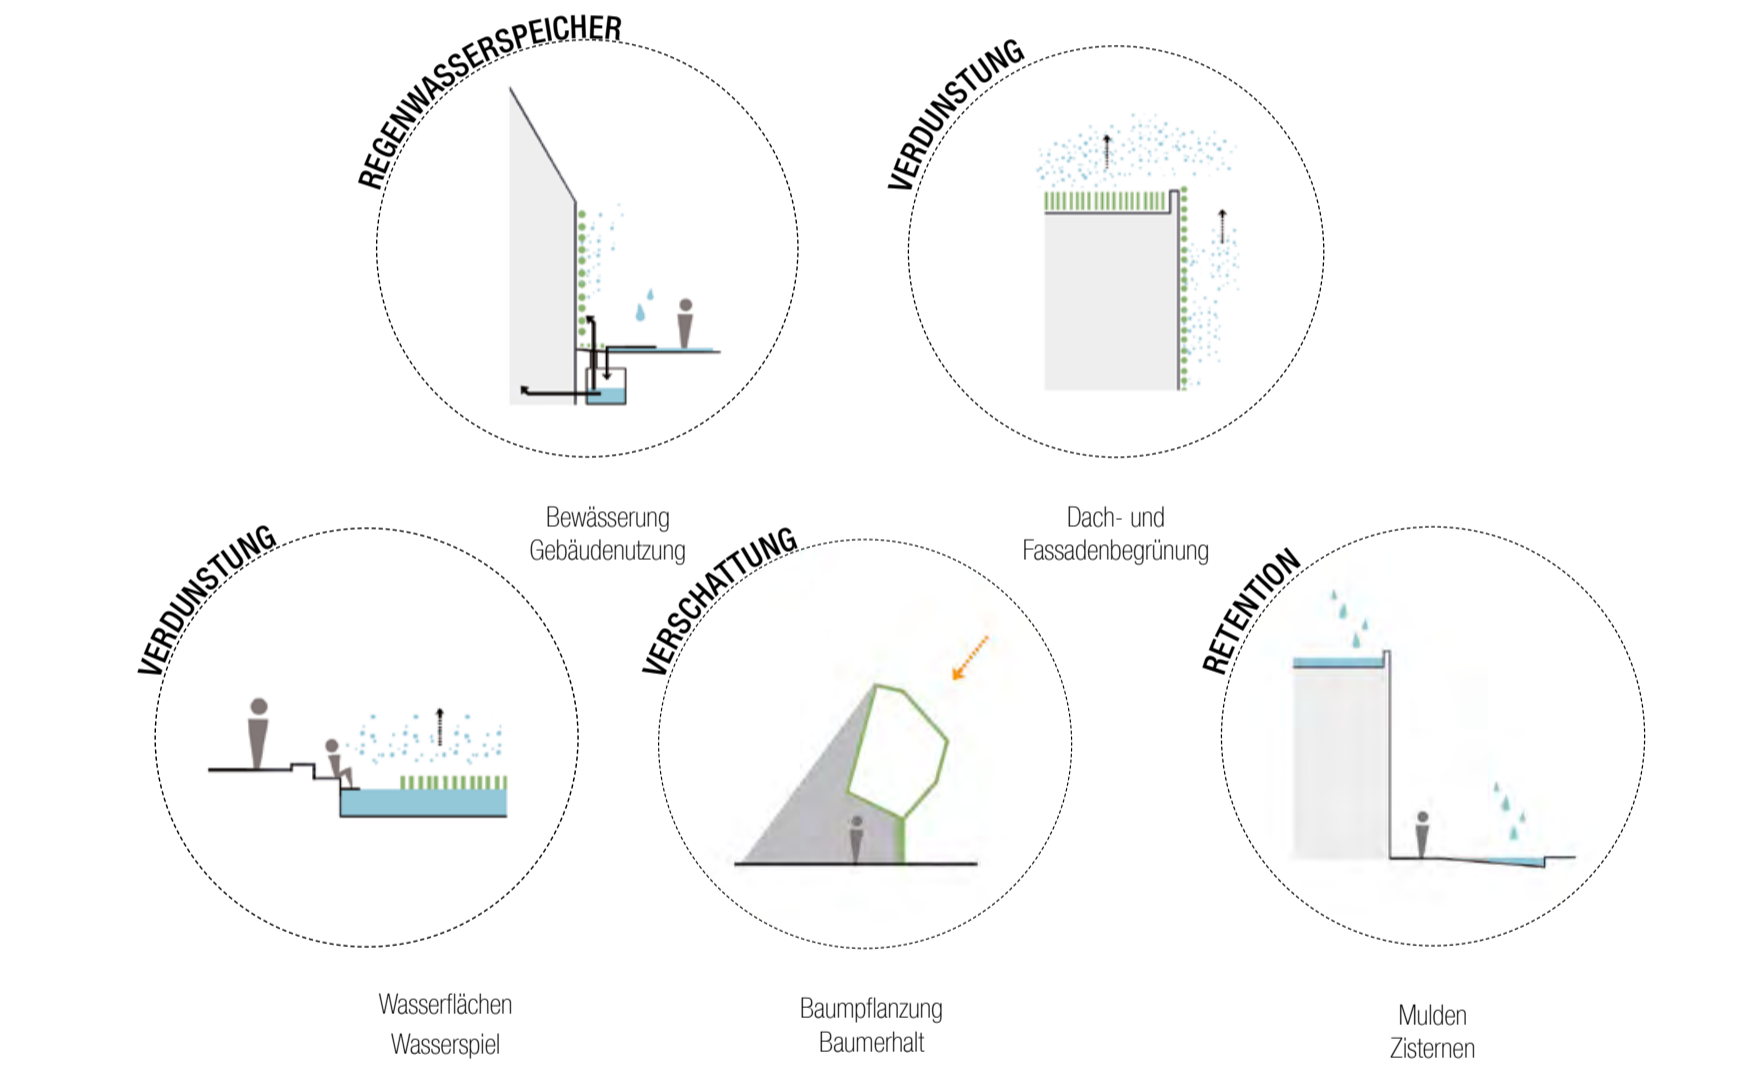 REGENWASSERSPEICHER
VERDUNSTUNG
Bewässerung
Gebäudenutzung
Dach- und
Fassadenbegrünung
VERDUNSTUNG
VERSCHATTUNG
RETENTION
Wasserflächen
Wasserspiel
Baumpflanzung
Baumerhalt
Mulden
Zisternen